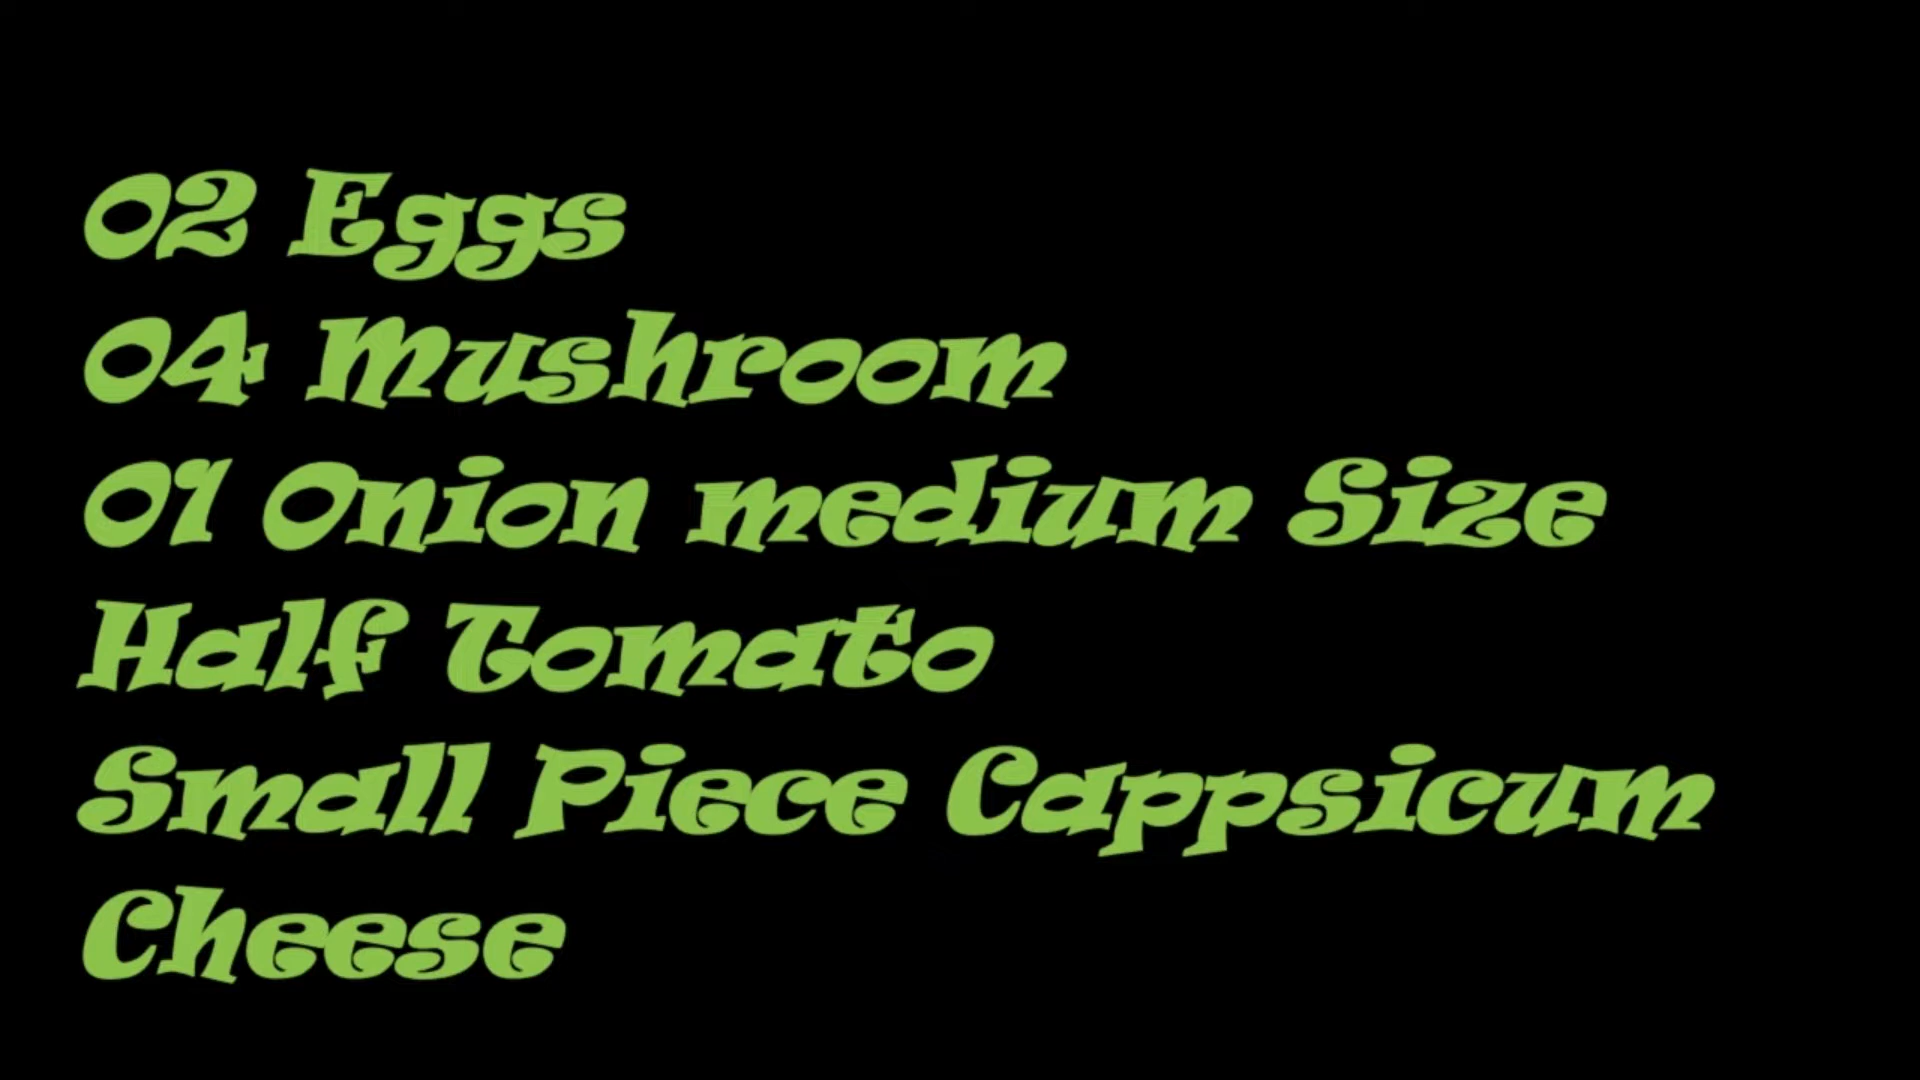 02 Eggs
04 Mushroom
01 Onion medium Size
Half Tomato
Small Piece Cappsicum
Cheese